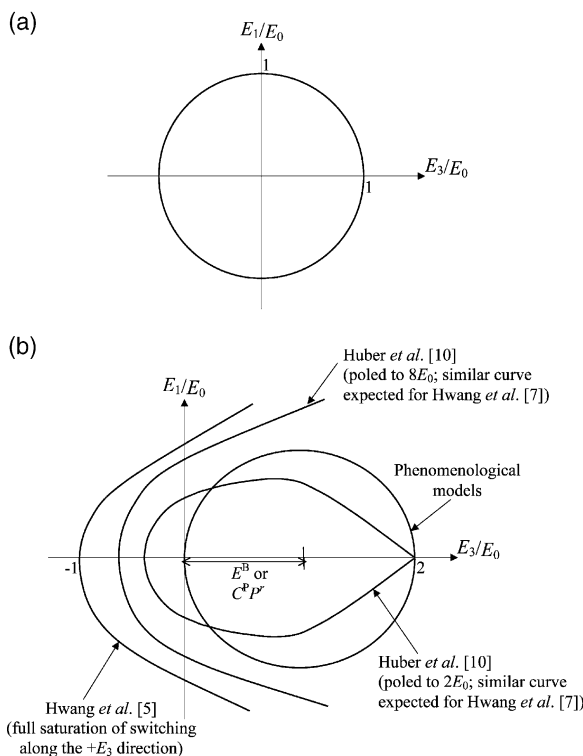 (a)
E1/E0
1
E3/E0
1
(b)
Huber et al. [10]
(poled to 8E0; similar curve
expected for Hwang et al. [7])
E1/E0
Phenomenological
models
E3/E0
-1
2
E^B or
C^P P^r
Huber et al. [10]
(poled to 2E0; similar curve
expected for Hwang et al. [7])
Hwang et al. [5]
(full saturation of switching
along the +E3 direction)